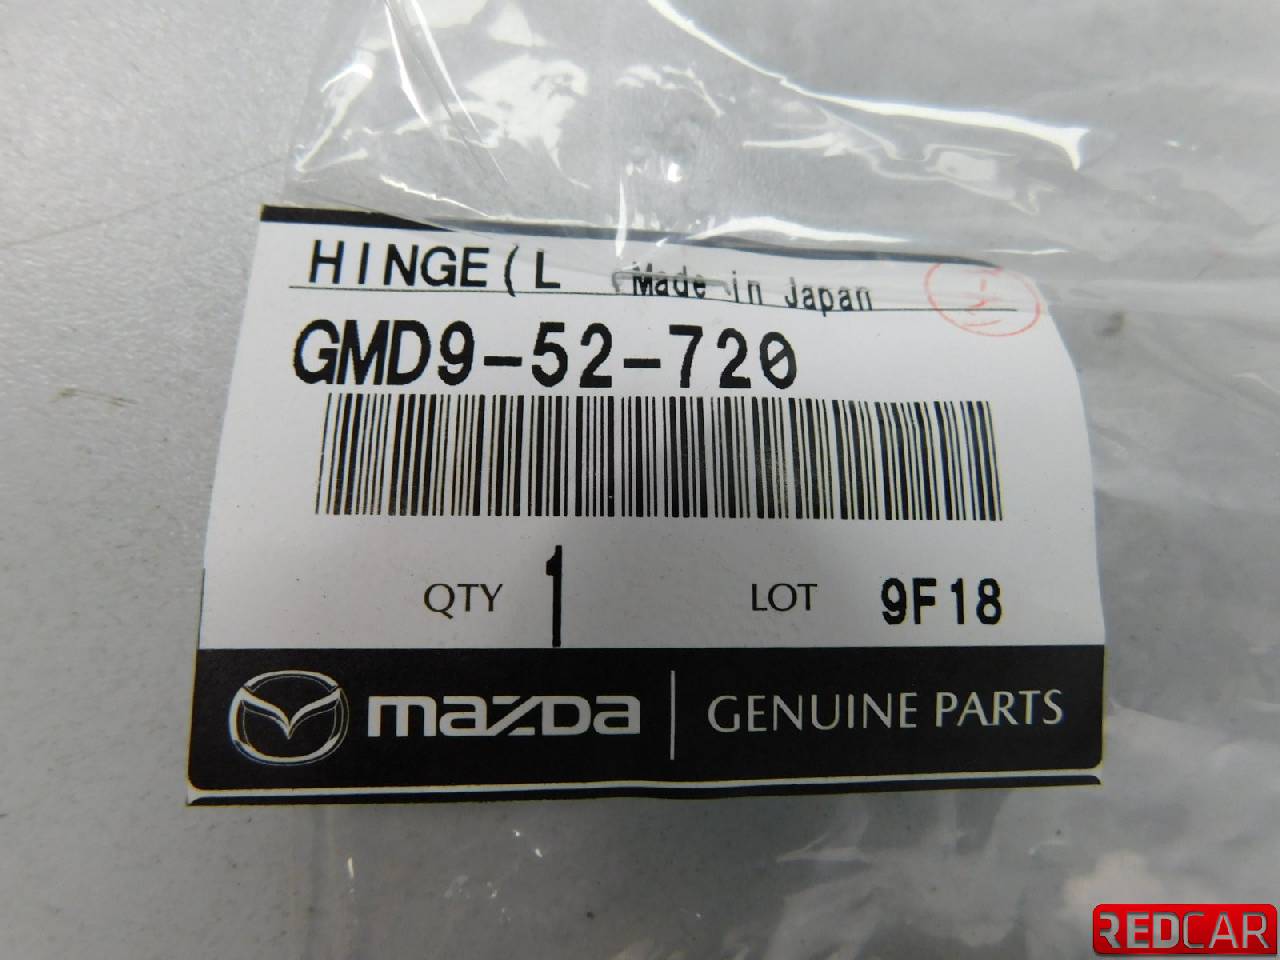 HINGE(L Made in Japan
GMD9-52-720
QTY 1 LOT 9F18
mazda GENUINE PARTS
REDCAR